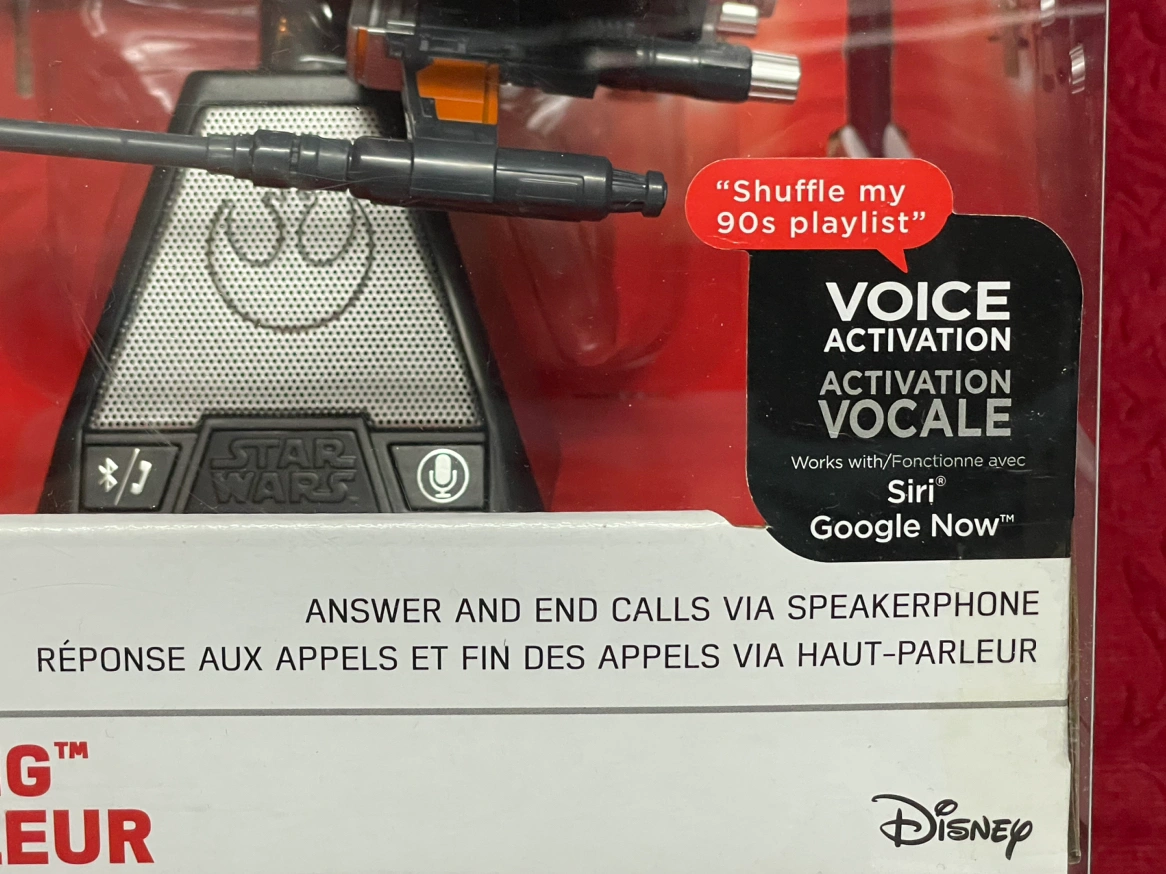 “Shuffle my
90s playlist”
VOICE
ACTIVATION
ACTIVATION
VOCALE
Works with/Fonctionne avec
Siri®
Google Now™
STAR
WARS
ANSWER AND END CALLS VIA SPEAKERPHONE
RÉPONSE AUX APPELS ET FIN DES APPELS VIA HAUT-PARLEUR
G™
EUR
Disney